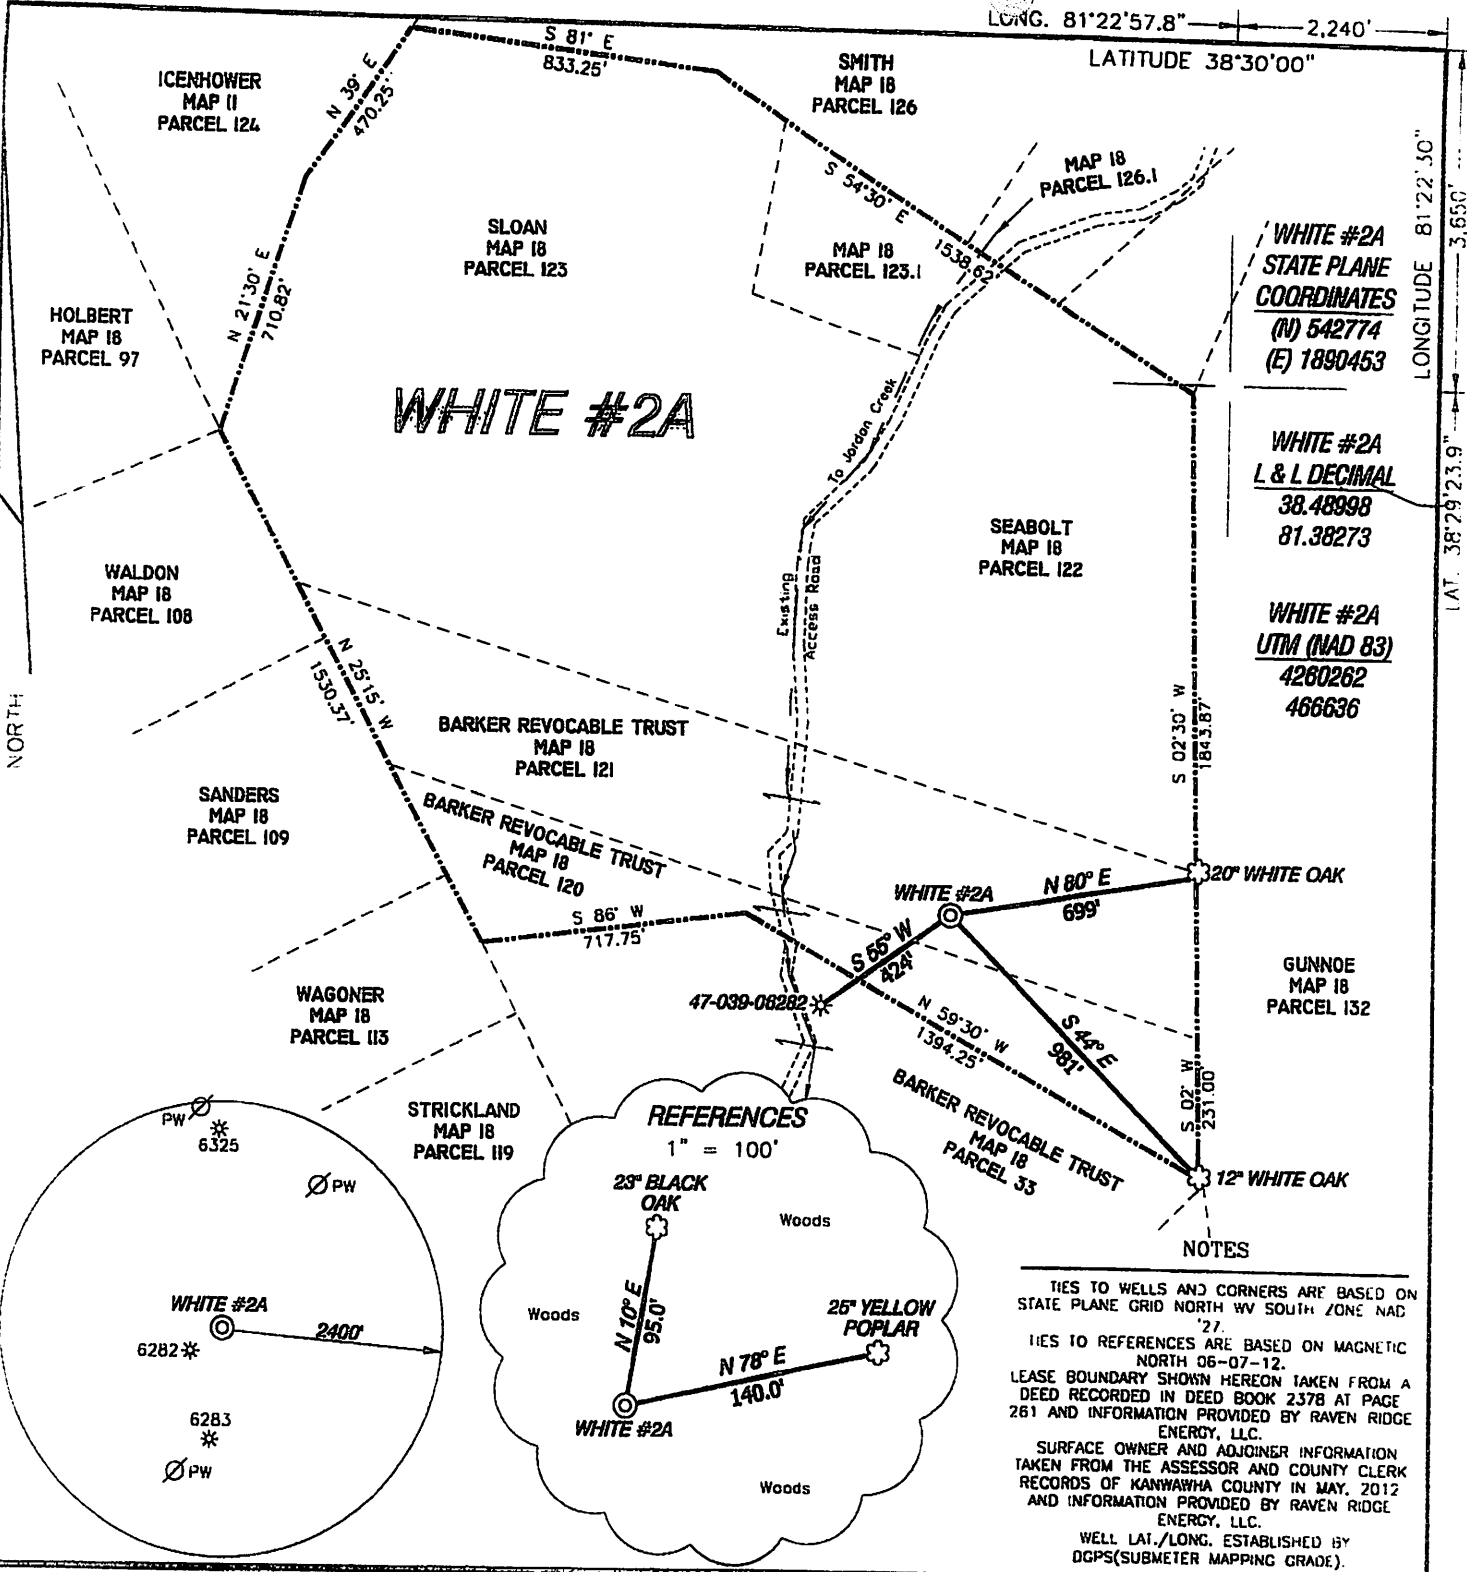 LONG. 81°22'57.8"
2,240'
LATITUDE 38°30'00"
S 81° E
833.25'
SMITH
MAP 18
PARCEL 126
ICENHOWER
MAP 11
PARCEL 124
N 39° E
470.25'
S 54°30' E
1538.62'
MAP 18
PARCEL 126.1
MAP 18
PARCEL 123.1
SLOAN
MAP 18
PARCEL 123
N 21°30' E
710.82'
HOLBERT
MAP 18
PARCEL 97
LONGITUDE 81°22'30"
3,650'
LAT. 38°29'23.9"
WHITE #2A
STATE PLANE
COORDINATES
(N) 542774
(E) 1890453
WHITE #2A
L & L DECIMAL
38.48998
81.38273
WHITE #2A
UTM (NAD 83)
4260262
466636
WHITE #2A
To Jordon Creek
Existing
Access Road
SEABOLT
MAP 18
PARCEL 122
WALDON
MAP 18
PARCEL 108
N 25°15' W
1530.37'
NORTH
S 02°30' W
1843.87'
BARKER REVOCABLE TRUST
MAP 18
PARCEL 121
SANDERS
MAP 18
PARCEL 109
BARKER REVOCABLE TRUST
MAP 18
PARCEL 120
WHITE #2A
N 80° E
699'
20" WHITE OAK
S 86° W
717.75'
S 55° W
424'
47-039-06282
N 59°30' W
1394.25'
S 44° E
981'
GUNNOE
MAP 18
PARCEL 132
S 02° W
231.00'
WAGONER
MAP 18
PARCEL 113
BARKER REVOCABLE TRUST
MAP 18
PARCEL 33
12" WHITE OAK
STRICKLAND
MAP 18
PARCEL 119
PW
6325
PW
WHITE #2A
2400'
6282
6283
PW
REFERENCES
1" = 100'
23" BLACK
OAK
Woods
N 10° E
95.0'
Woods
25" YELLOW
POPLAR
N 78° E
140.0'
WHITE #2A
Woods
NOTES
TIES TO WELLS AND CORNERS ARE BASED ON
STATE PLANE GRID NORTH WV SOUTH ZONE NAD
'27.
TIES TO REFERENCES ARE BASED ON MAGNETIC
NORTH 06-07-12.
LEASE BOUNDARY SHOWN HEREON TAKEN FROM A
DEED RECORDED IN DEED BOOK 2378 AT PAGE
261 AND INFORMATION PROVIDED BY RAVEN RIDGE
ENERGY, LLC.
SURFACE OWNER AND ADJOINER INFORMATION
TAKEN FROM THE ASSESSOR AND COUNTY CLERK
RECORDS OF KANWAWHA COUNTY IN MAY, 2012
AND INFORMATION PROVIDED BY RAVEN RIDGE
ENERGY, LLC.
WELL LAT./LONG. ESTABLISHED BY
DGPS(SUBMETER MAPPING GRADE).